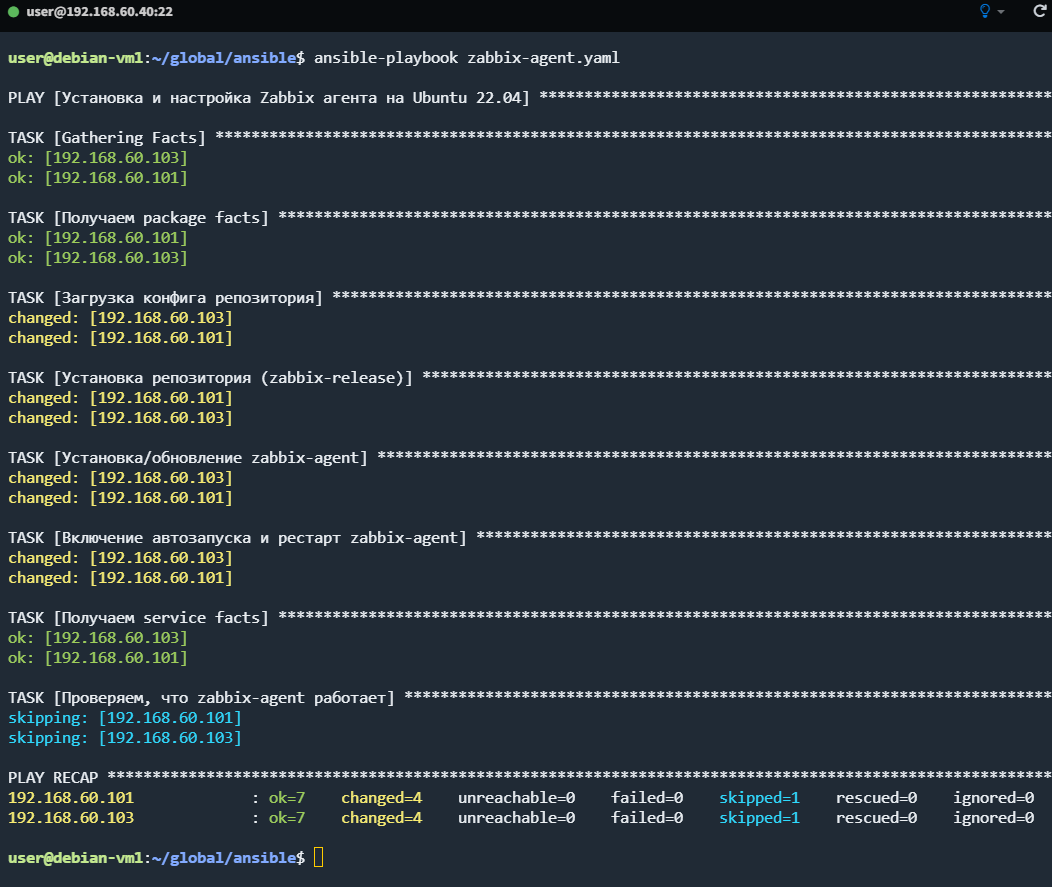 user@192.168.60.40:22
user@debian-vm1:~/global/ansible$ ansible-playbook zabbix-agent.yaml
PLAY [Установка и настройка Zabbix агента на Ubuntu 22.04] *********************************************************
TASK [Gathering Facts] *********************************************************************************************
ok: [192.168.60.103]
ok: [192.168.60.101]
TASK [Получаем package facts] **************************************************************************************
ok: [192.168.60.101]
ok: [192.168.60.103]
TASK [Загрузка конфига репозитория] ********************************************************************************
changed: [192.168.60.103]
changed: [192.168.60.101]
TASK [Установка репозитория (zabbix-release)] **********************************************************************
changed: [192.168.60.101]
changed: [192.168.60.103]
TASK [Установка/обновление zabbix-agent] ***************************************************************************
changed: [192.168.60.103]
changed: [192.168.60.101]
TASK [Включение автозапуска и рестарт zabbix-agent] ****************************************************************
changed: [192.168.60.103]
changed: [192.168.60.101]
TASK [Получаем service facts] **************************************************************************************
ok: [192.168.60.103]
ok: [192.168.60.101]
TASK [Проверяем, что zabbix-agent работает] ************************************************************************
skipping: [192.168.60.101]
skipping: [192.168.60.103]
PLAY RECAP *********************************************************************************************************
192.168.60.101 : ok=7 changed=4 unreachable=0 failed=0 skipped=1 rescued=0 ignored=0
192.168.60.103 : ok=7 changed=4 unreachable=0 failed=0 skipped=1 rescued=0 ignored=0
user@debian-vm1:~/global/ansible$